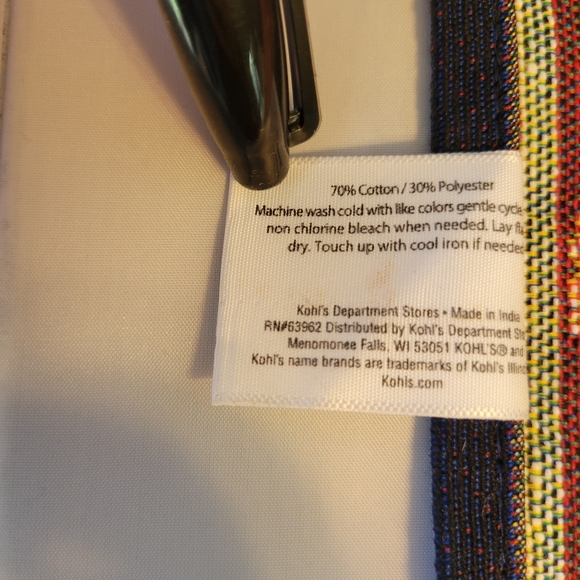 70% Cotton / 30% Polyester
Machine wash cold with like colors gentle cycle
non chlorine bleach when needed. Lay
dry. Touch up with cool iron if needed
Kohl's Department Stores • Made in India
RN#63962 Distributed by Kohl's Department
Menomonee Falls, WI 53051 KOHL'S® and
Kohl's name brands are trademarks of Kohl's
Kohls.com